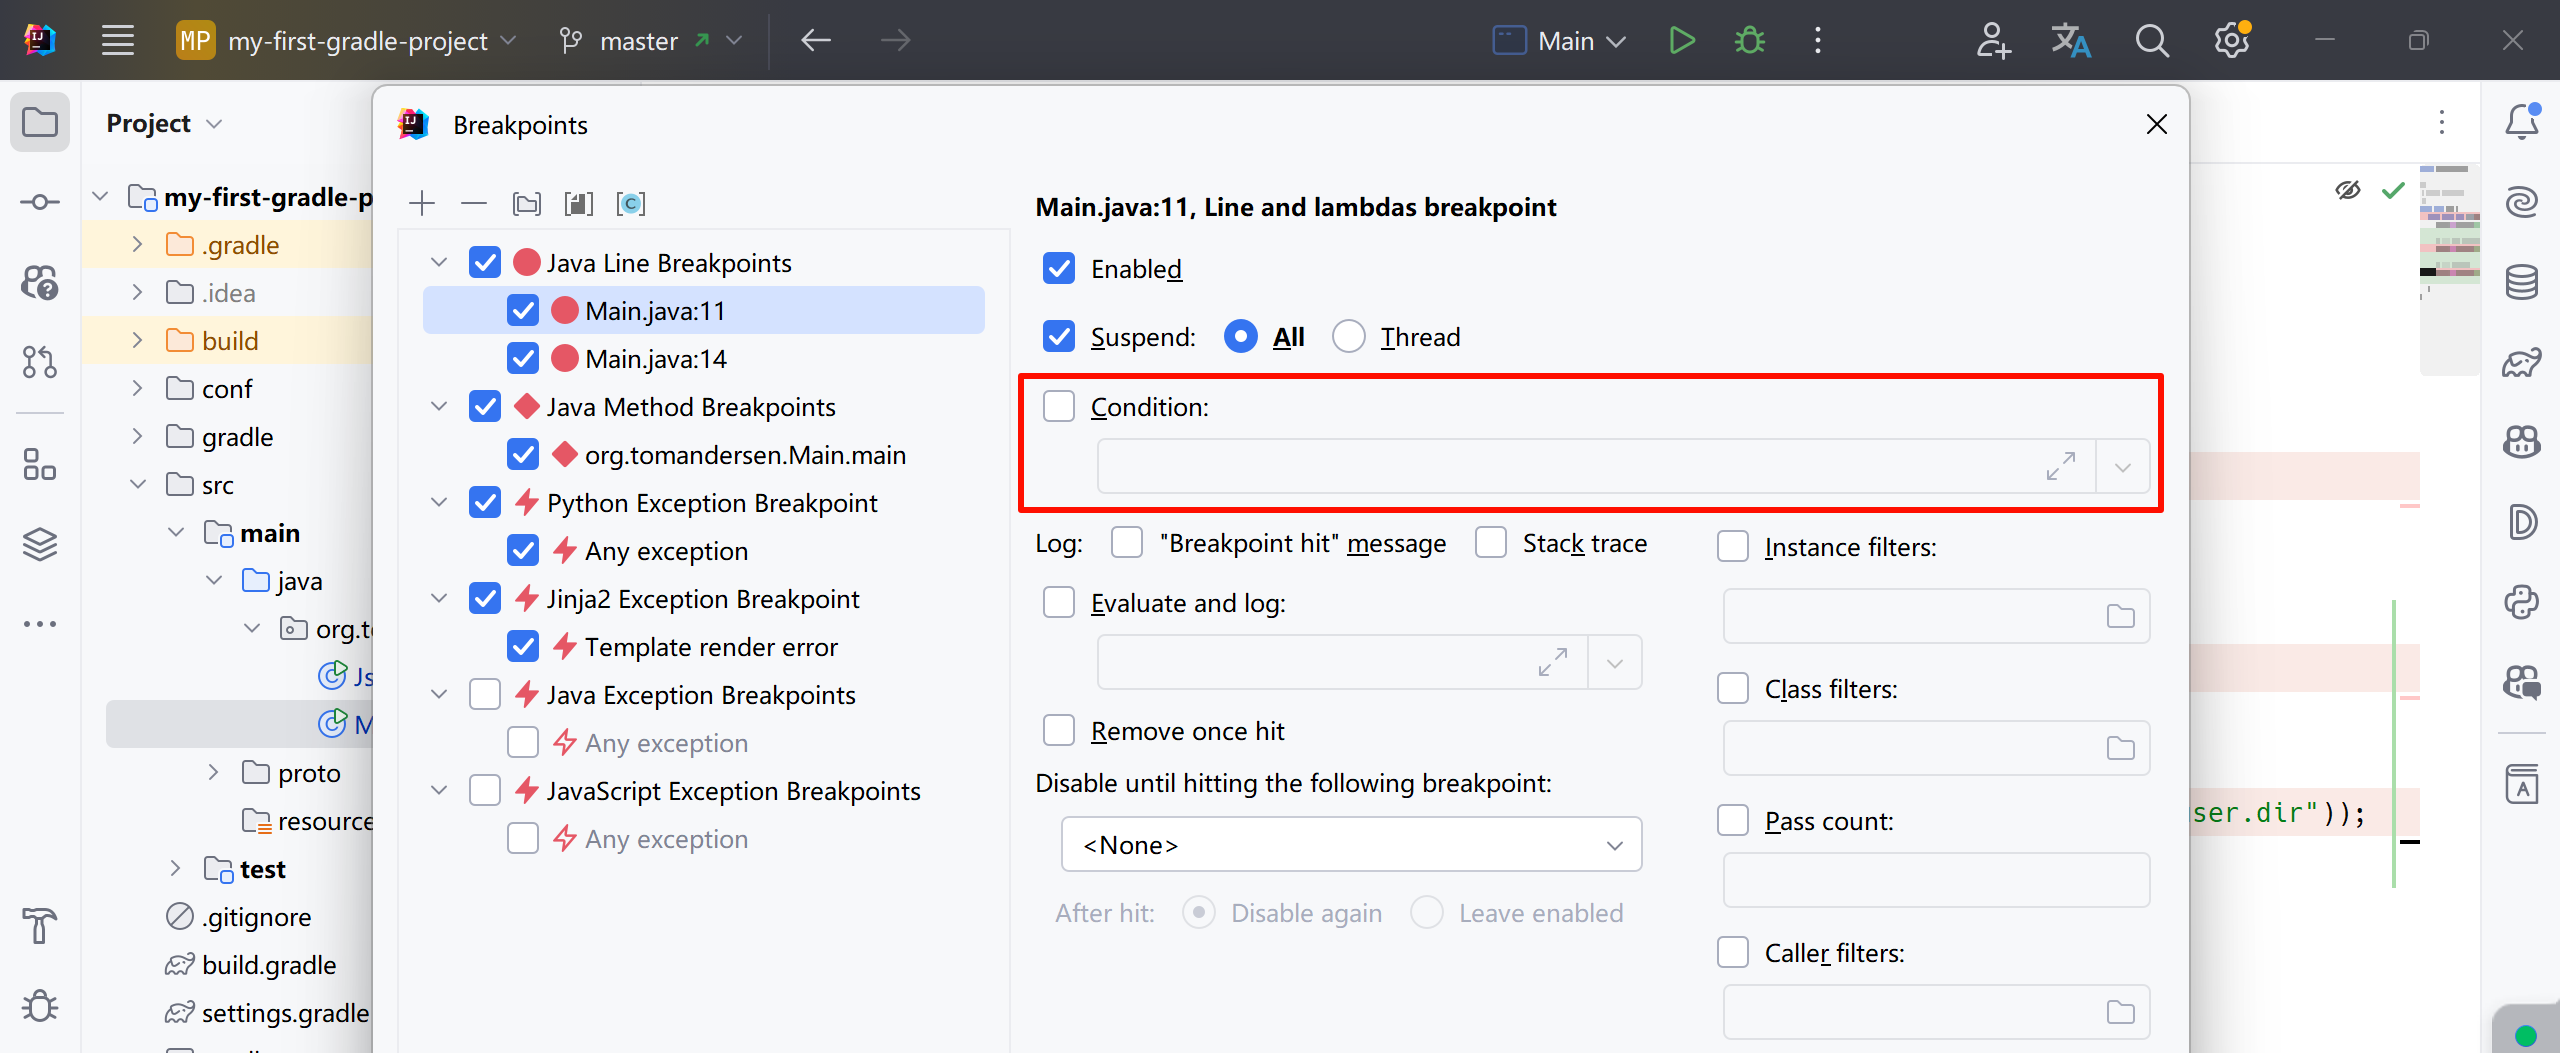 MP my-first-gradle-project master Main
Project
my-first-gradle-p
.gradle
.idea
build
conf
gradle
src
main
java
org.t
Js
M
proto
resource
test
.gitignore
build.gradle
settings.gradle
Breakpoints
Java Line Breakpoints
Main.java:11
Main.java:14
Java Method Breakpoints
org.tomandersen.Main.main
Python Exception Breakpoint
Any exception
Jinja2 Exception Breakpoint
Template render error
Java Exception Breakpoints
Any exception
JavaScript Exception Breakpoints
Any exception
Main.java:11, Line and lambdas breakpoint
Enabled
Suspend: All Thread
Condition:
Log: "Breakpoint hit" message Stack trace
Evaluate and log:
Remove once hit
Disable until hitting the following breakpoint:
<None>
After hit: Disable again Leave enabled
Instance filters:
Class filters:
Pass count:
Caller filters:
ser.dir"));